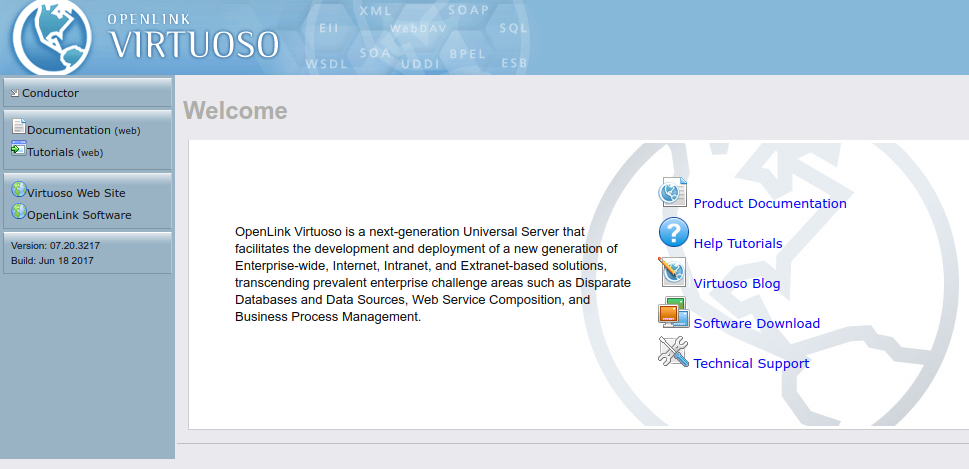 OPENLINK
VIRTUOSO
XML
SOAP
EII
WebDAV
SQL
SOA
BPEL
WSDL
UDDI
ESB
Conductor
Documentation (web)
Tutorials (web)
Virtuoso Web Site
OpenLink Software
Version: 07.20.3217
Build: Jun 18 2017
Welcome
OpenLink Virtuoso is a next-generation Universal Server that
facilitates the development and deployment of a new generation of
Enterprise-wide, Internet, Intranet, and Extranet-based solutions,
transcending prevalent enterprise challenge areas such as Disparate
Databases and Data Sources, Web Service Composition, and
Business Process Management.
Product Documentation
Help Tutorials
Virtuoso Blog
Software Download
Technical Support